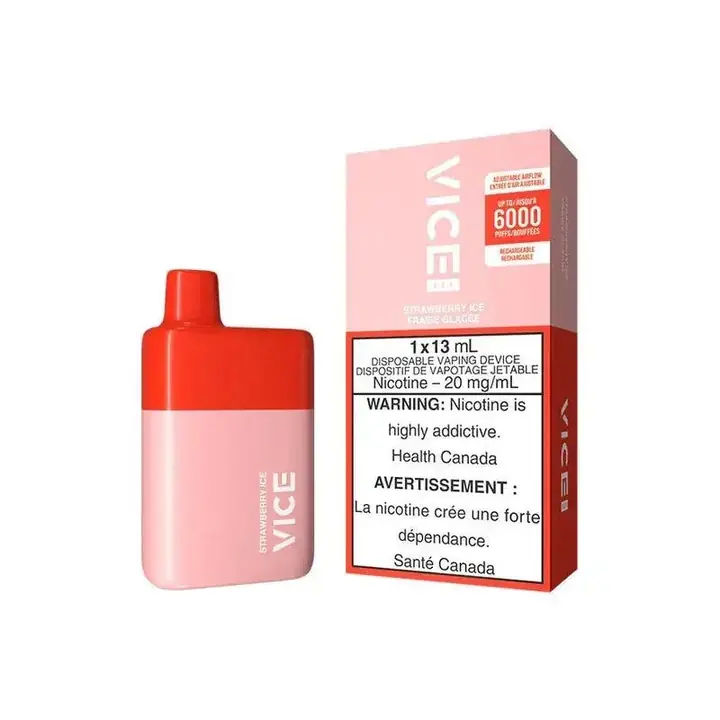 STRAWBERRY ICE
VICE
VICE
ADJUSTABLE AIRFLOW
ENTRÉE D'AIR AJUSTABLE
UP TO/JUSQU'À
6000
PUFFS/BOUFFÉES
RECHARGEABLE
RECHARGEABLE
STRAWBERRY ICE
FRAISE GLACÉE
1 x 13 mL
DISPOSABLE VAPING DEVICE
DISPOSITIF DE VAPOTAGE JETABLE
Nicotine – 20 mg/mL
WARNING: Nicotine is
highly addictive.
Health Canada
AVERTISSEMENT :
La nicotine crée une forte
dépendance.
Santé Canada
VICE